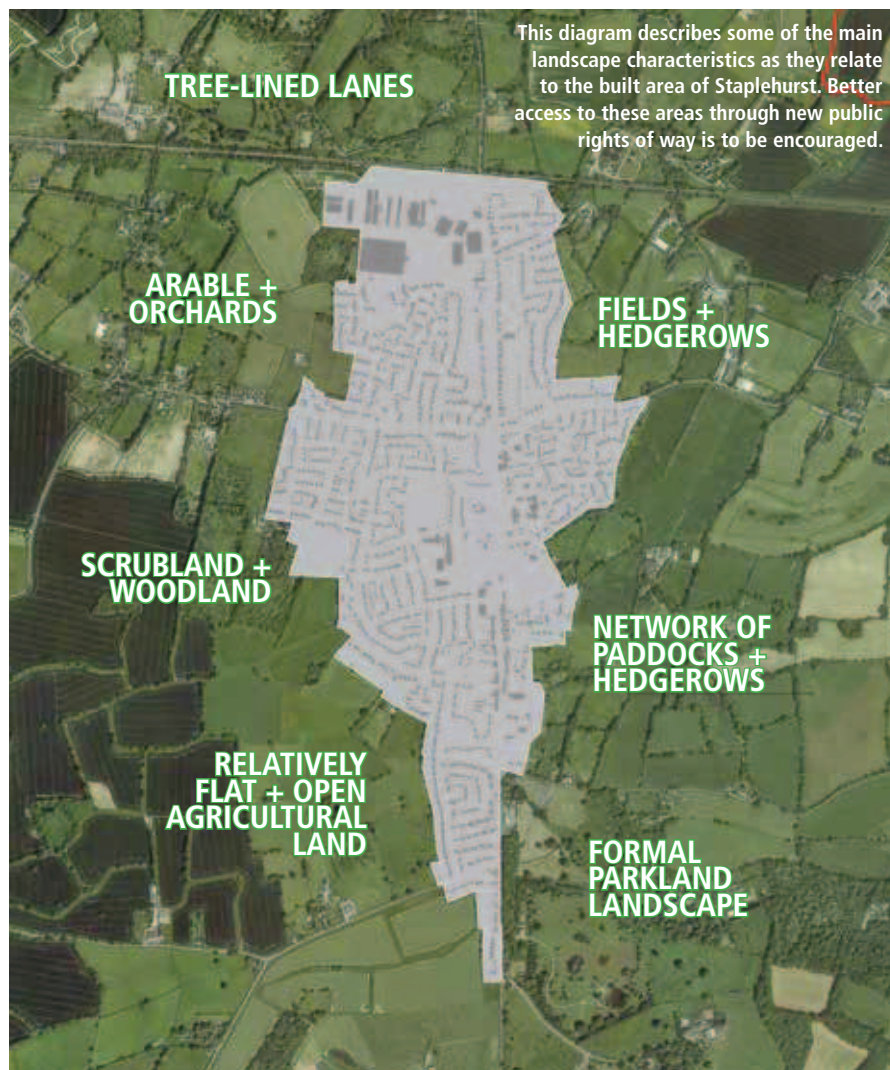 This diagram describes some of the main
landscape characteristics as they relate
to the built area of Staplehurst. Better
access to these areas through new public
rights of way is to be encouraged.
TREE-LINED LANES
ARABLE +
ORCHARDS
FIELDS +
HEDGEROWS
SCRUBLAND +
WOODLAND
NETWORK OF
PADDOCKS +
HEDGEROWS
RELATIVELY
FLAT + OPEN
AGRICULTURAL
LAND
FORMAL
PARKLAND
LANDSCAPE